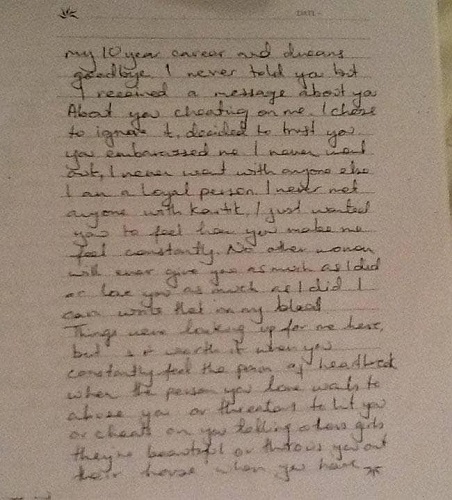 my 10 year career and dreams
goodbye. I never told you but
I received a message about you
About you cheating on me. I chose
to ignore it, decided to trust you
you embarassed me I never went
out, I never went with anyone else
I am a Loyal person. I never met
anyone with Kartik, I just wanted
you to feel how you make me
feel constantly. No other woman
will ever give you as much as I did
or love you as much as I did I
can write that in my blood
Things were looking up for me here,
but is it worth it when you
constantly feel the pain of heartbreak
when the person you love wants to
abuse you or threatens to hit you
or cheats on you telling others girls
they're beautiful or throws you out
their house when you have